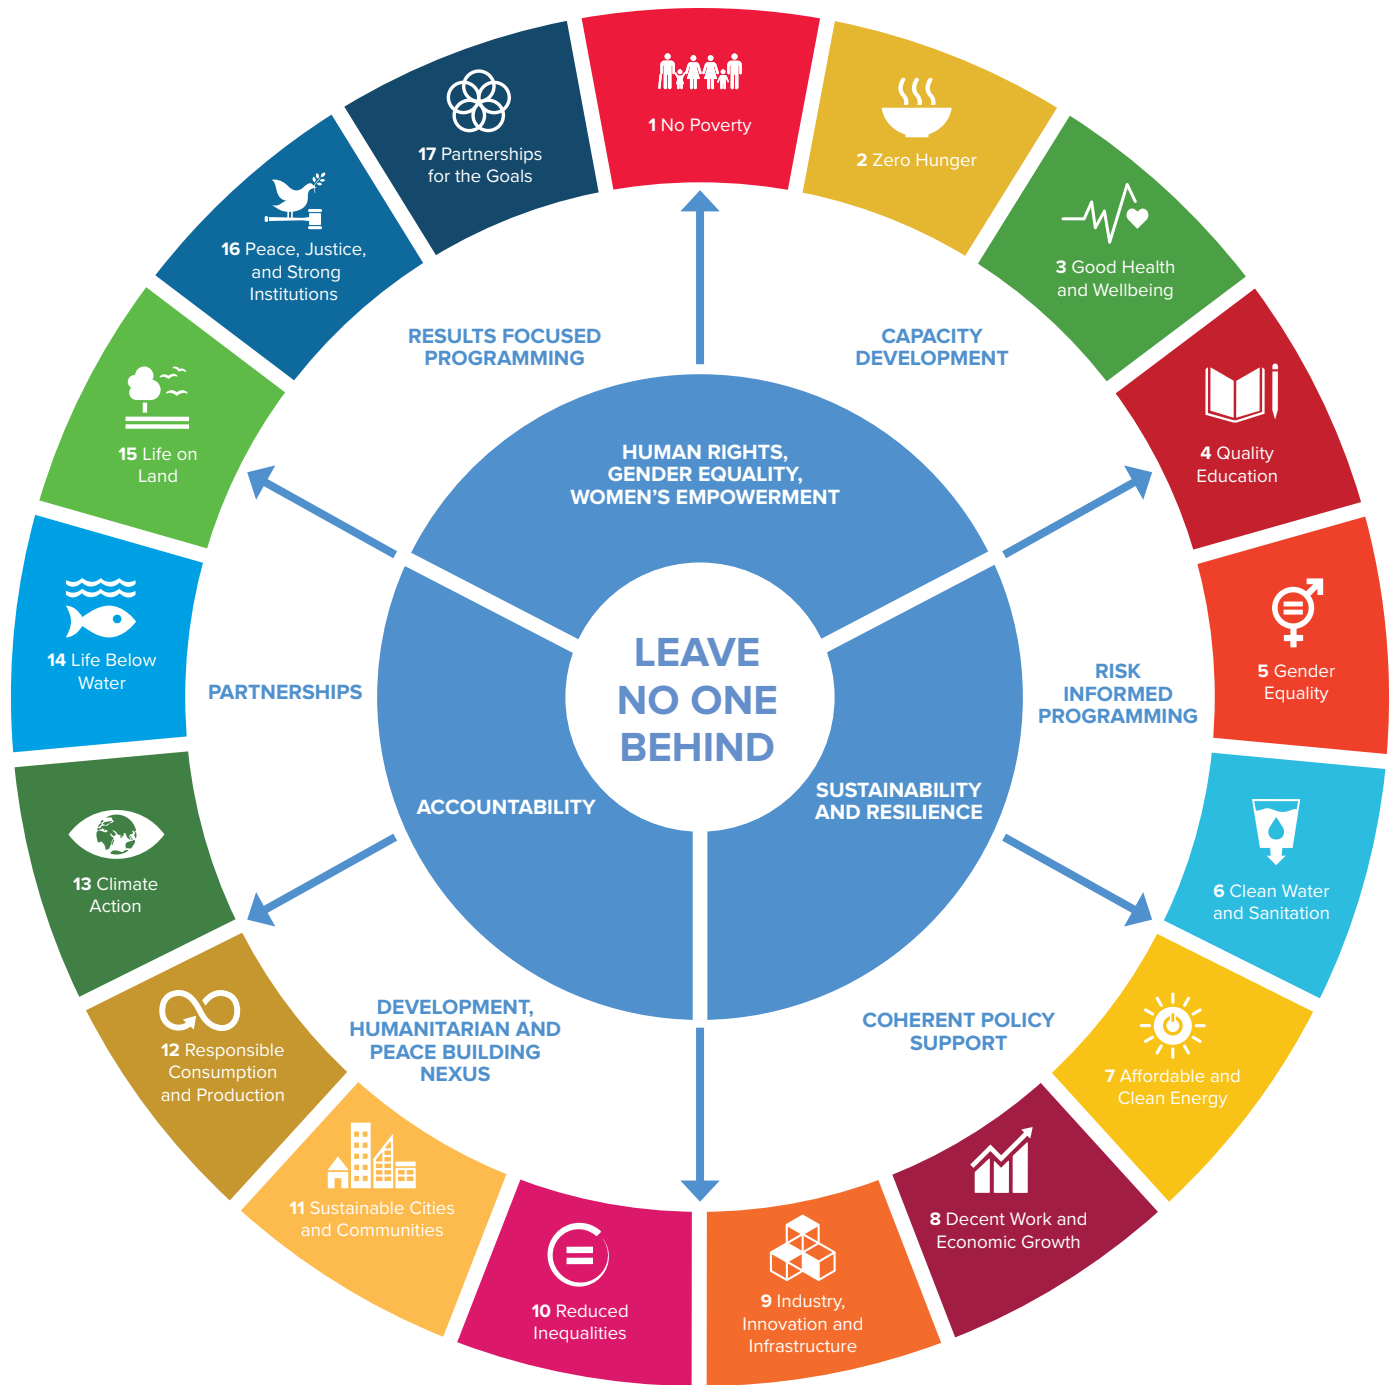 1 No Poverty
2 Zero Hunger
3 Good Health
and Wellbeing
4 Quality
Education
5 Gender
Equality
6 Clean Water
and Sanitation
7 Affordable and
Clean Energy
8 Decent Work and
Economic Growth
9 Industry,
Innovation and
Infrastructure
10 Reduced
Inequalities
11 Sustainable Cities
and Communities
12 Responsible
Consumption
and Production
13 Climate
Action
14 Life Below
Water
15 Life on
Land
16 Peace, Justice,
and Strong
Institutions
17 Partnerships
for the Goals
RESULTS FOCUSED
PROGRAMMING
CAPACITY
DEVELOPMENT
RISK
INFORMED
PROGRAMMING
COHERENT POLICY
SUPPORT
DEVELOPMENT,
HUMANITARIAN AND
PEACE BUILDING
NEXUS
PARTNERSHIPS
HUMAN RIGHTS,
GENDER EQUALITY,
WOMEN’S EMPOWERMENT
SUSTAINABILITY
AND RESILIENCE
ACCOUNTABILITY
LEAVE
NO ONE
BEHIND